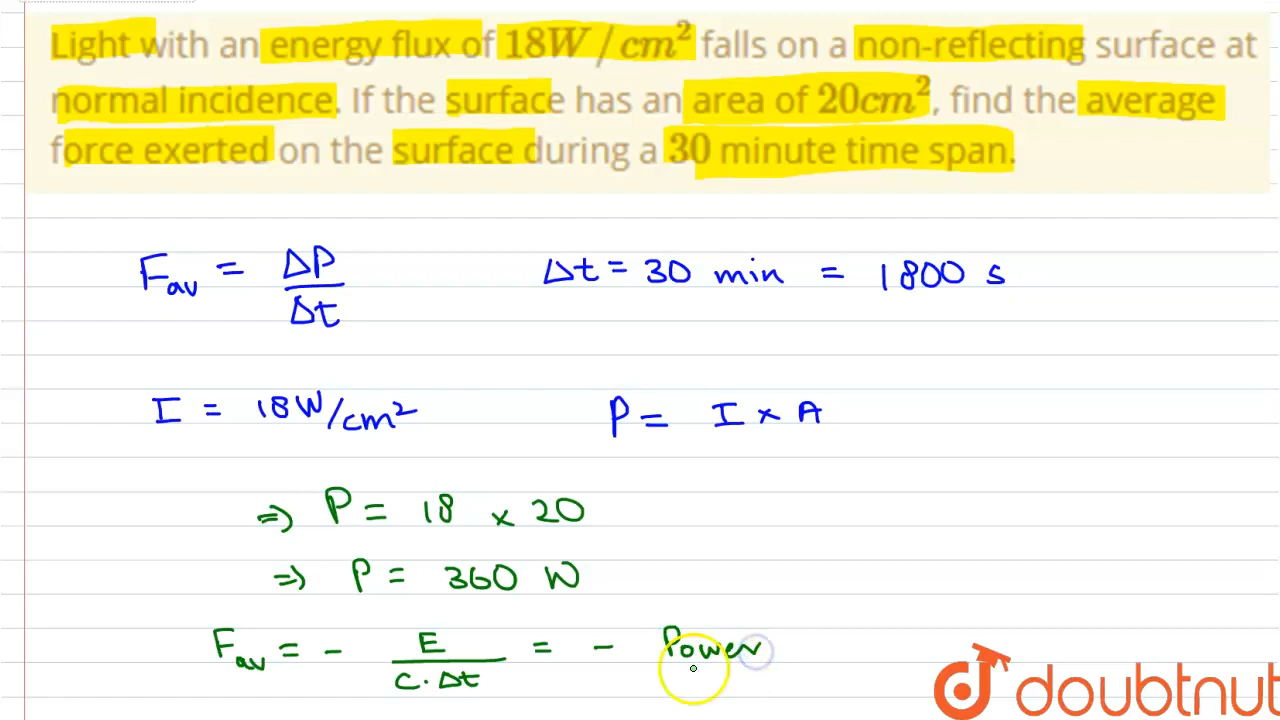 Light with an energy flux of 18W/cm² falls on a non-reflecting surface at
normal incidence. If the surface has an area of 20cm², find the average
force exerted on the surface during a 30 minute time span.
F_av = ΔP/Δt Δt = 30 min = 1800 s
I = 18W/cm² P = I × A
⇒ P = 18 × 20
⇒ P = 360 W
F_av = - E/(C·Δt) = - Power
doubtnut